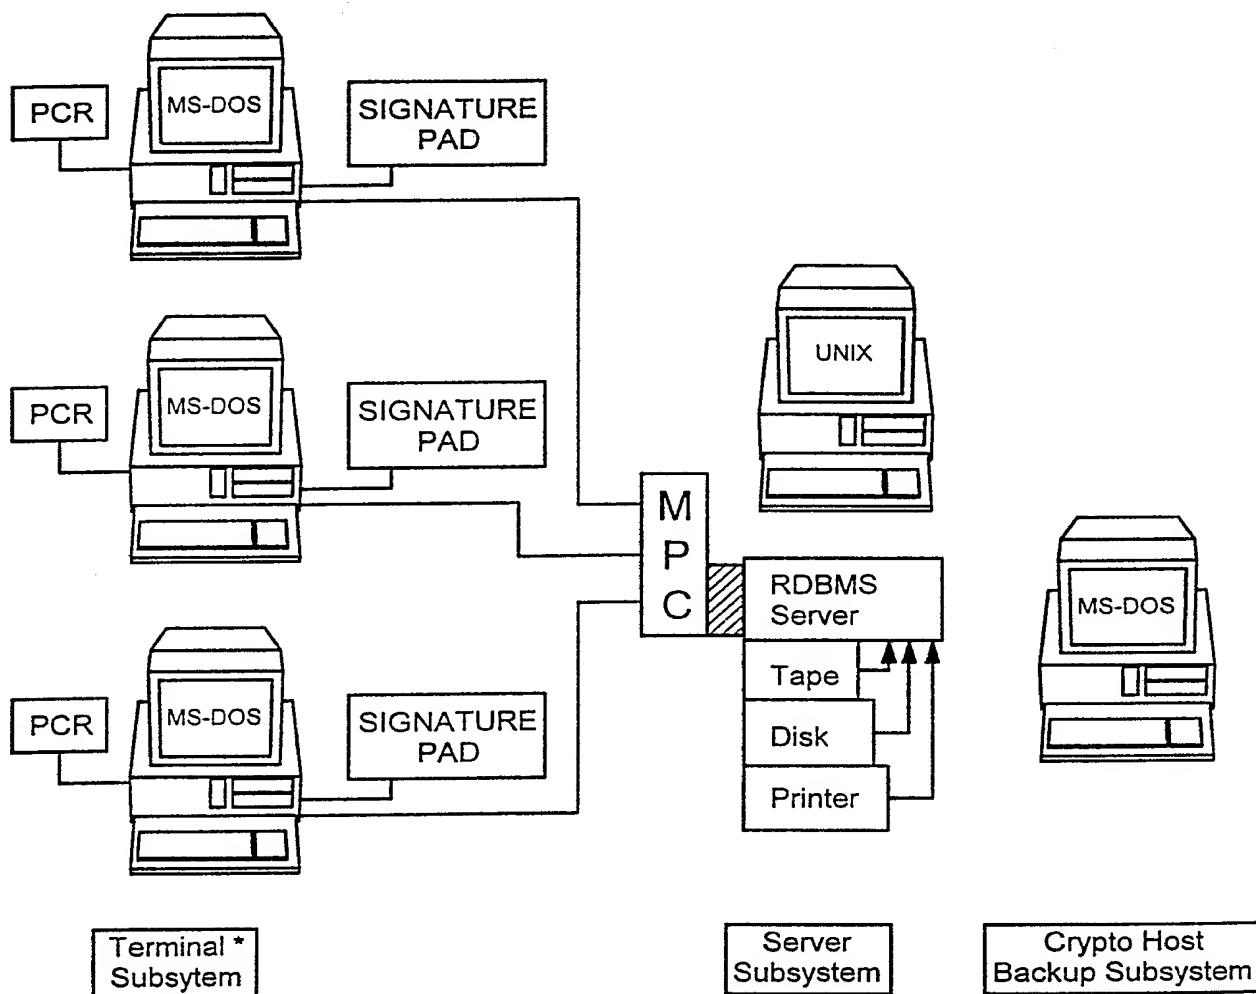 PCR
MS-DOS
SIGNATURE
PAD
PCR
MS-DOS
SIGNATURE
PAD
PCR
MS-DOS
SIGNATURE
PAD
M
P
C
UNIX
RDBMS
Server
Tape
Disk
Printer
MS-DOS
Terminal *
Subsytem
Server
Subsystem
Crypto Host
Backup Subsystem